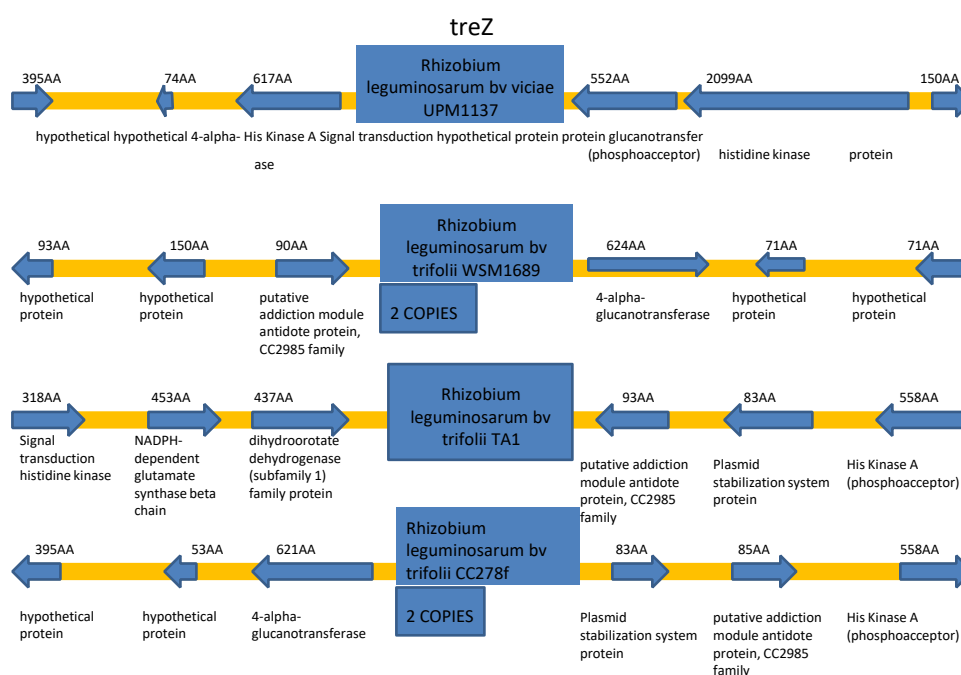 treZ
395AA 74AA 617AA 552AA 2099AA 150AA
Rhizobium
leguminosarum bv viciae
UPM1137
hypothetical hypothetical 4-alpha- His Kinase A Signal transduction hypothetical protein protein glucanotransfer
(phosphoacceptor) histidine kinase protein
ase
93AA 150AA 90AA 624AA 71AA 71AA
Rhizobium
leguminosarum bv
trifolii WSM1689
2 COPIES
hypothetical
protein
hypothetical
protein
putative
addiction module
antidote protein,
CC2985 family
4-alpha-
glucanotransferase
hypothetical
protein
hypothetical
protein
318AA 453AA 437AA 93AA 83AA 558AA
Rhizobium
leguminosarum bv
trifolii TA1
Signal
transduction
histidine kinase
NADPH-
dependent
glutamate
synthase beta
chain
dihydroorotate
dehydrogenase
(subfamily 1)
family protein
putative addiction
module antidote
protein, CC2985
family
Plasmid
stabilization system
protein
His Kinase A
(phosphoacceptor)
395AA 53AA 621AA 83AA 85AA 558AA
Rhizobium
leguminosarum bv
trifolii CC278f
2 COPIES
hypothetical
protein
hypothetical
protein
4-alpha-
glucanotransferase
Plasmid
stabilization system
protein
putative addiction
module antidote
protein, CC2985
family
His Kinase A
(phosphoacceptor)